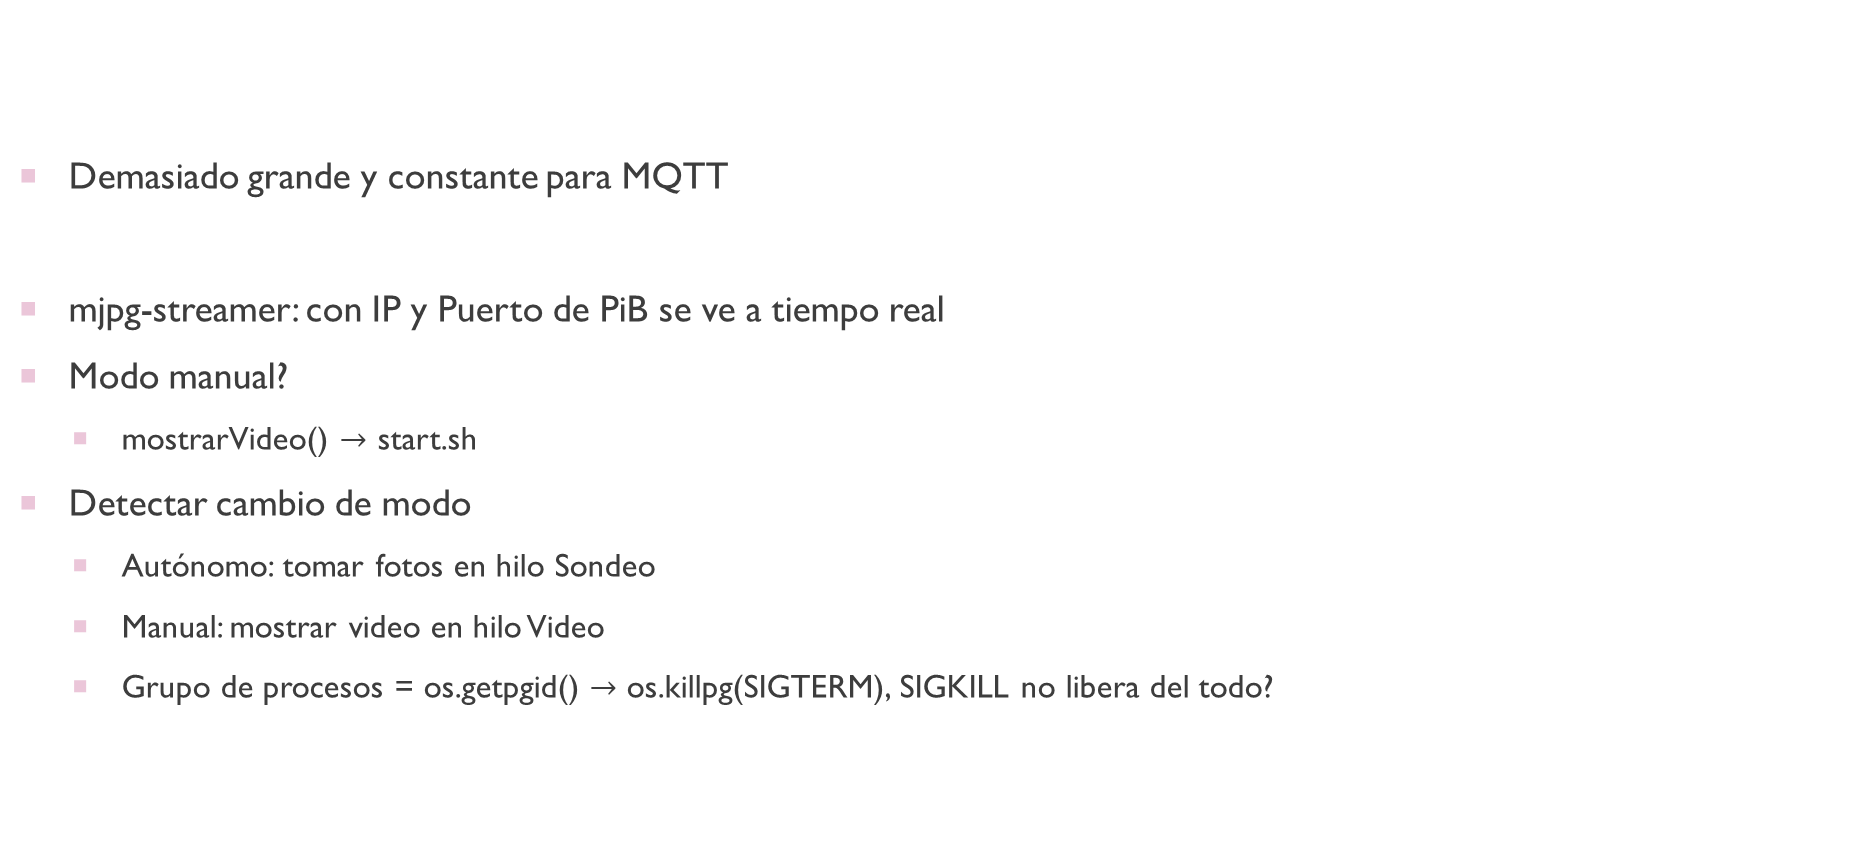 Demasiado grande y constante para MQTT
mjpg-streamer: con IP y Puerto de PiB se ve a tiempo real
Modo manual?
mostrarVideo() → start.sh
Detectar cambio de modo
Autónomo: tomar fotos en hilo Sondeo
Manual: mostrar video en hilo Video
Grupo de procesos = os.getpgid() → os.killpg(SIGTERM), SIGKILL no libera del todo?